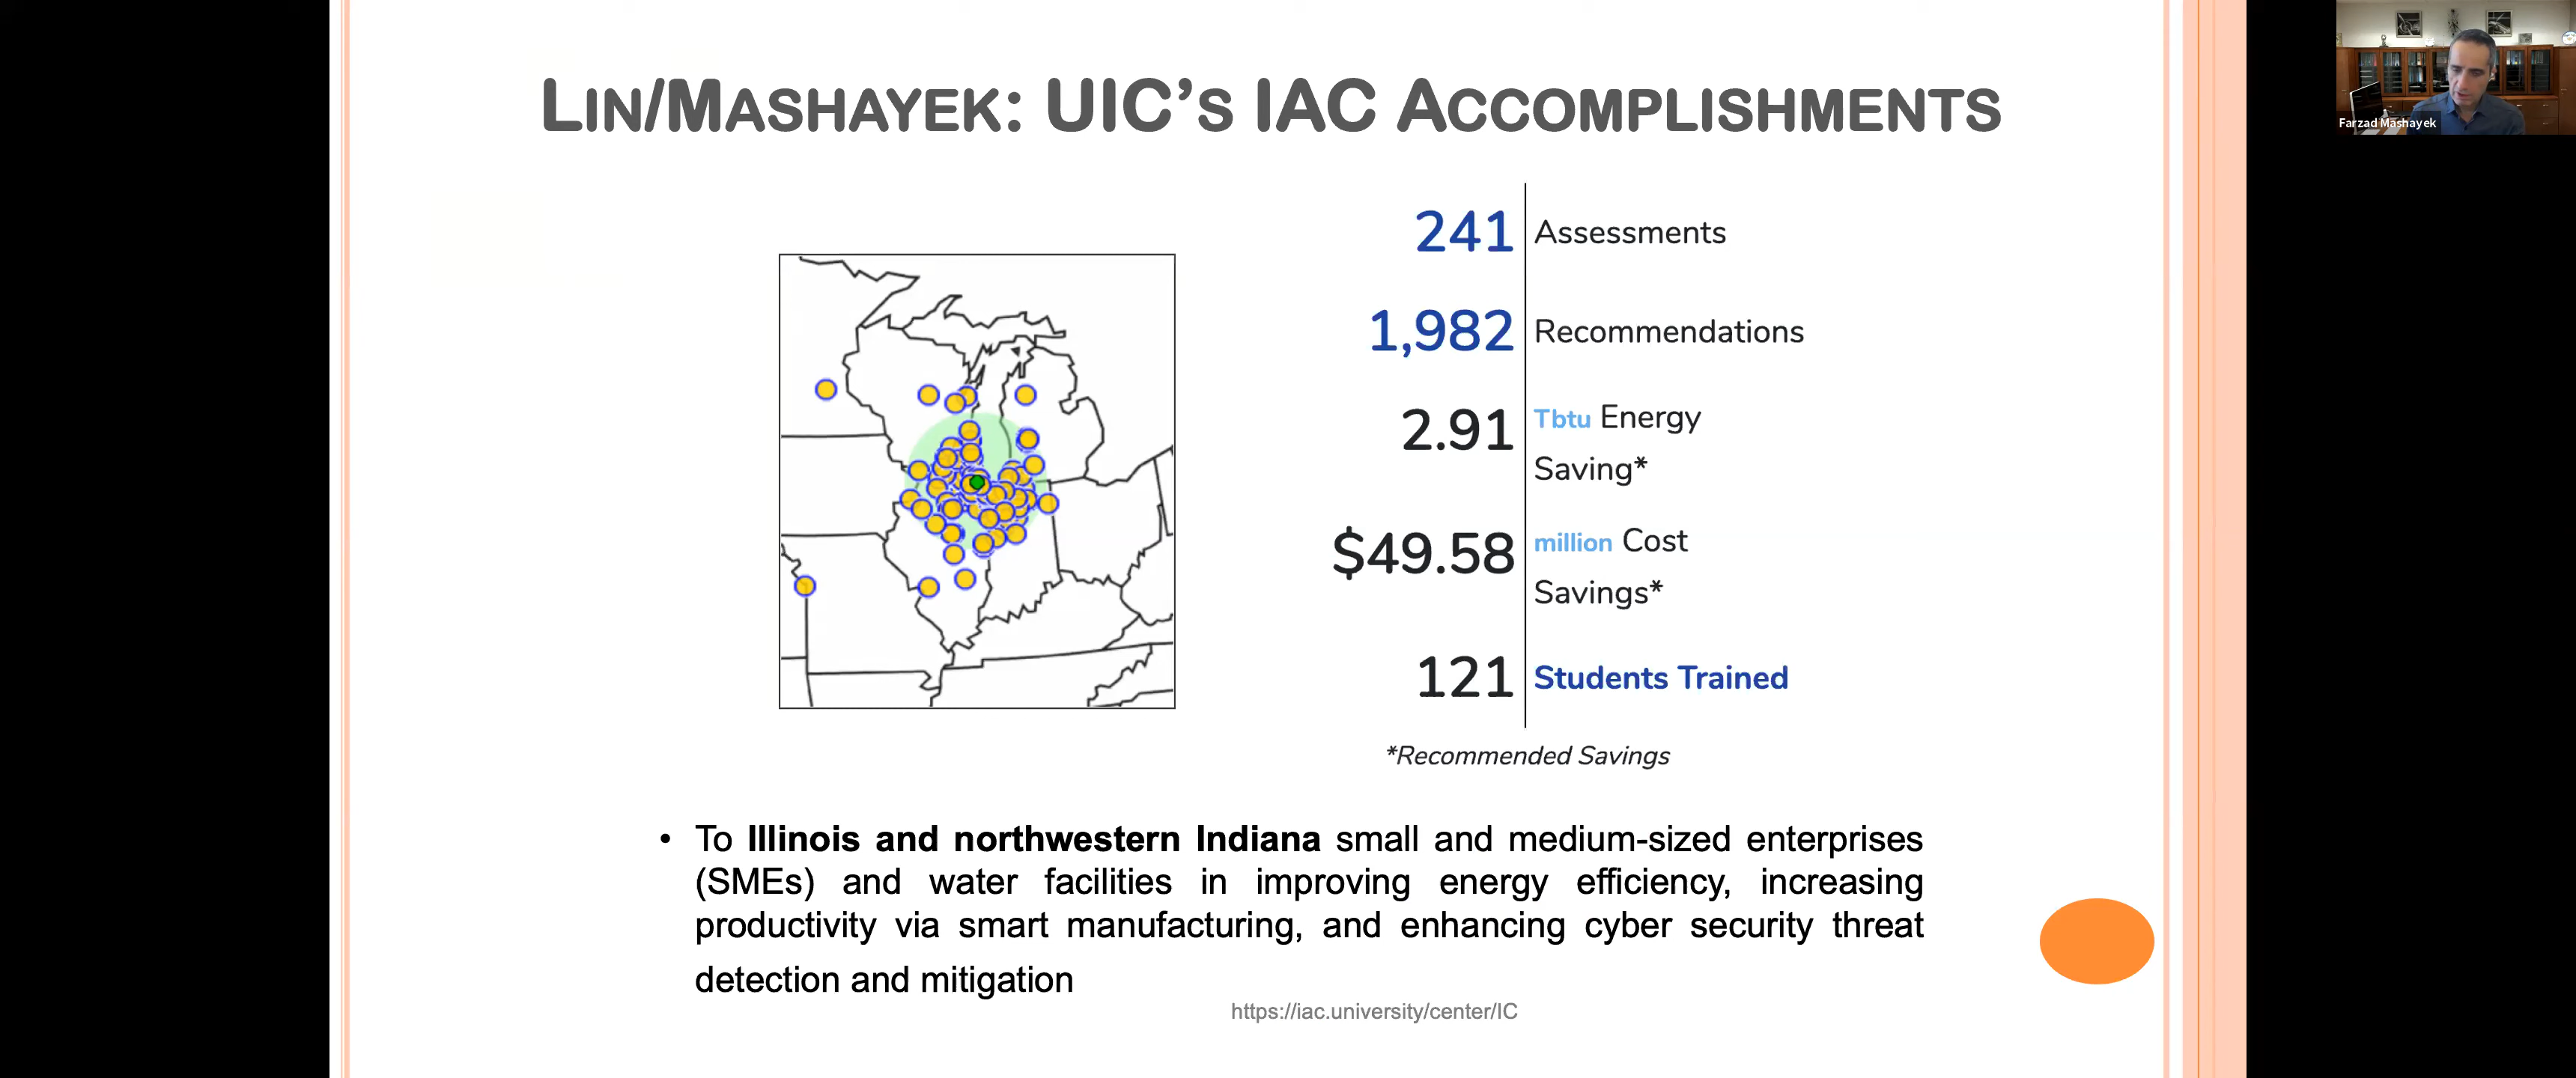 LIN/MASHAYEK: UIC'S IAC ACCOMPLISHMENTS
Farzad Mashayek
241 Assessments
1,982 Recommendations
2.91 Tbtu Energy
Saving*
$49.58 million Cost
Savings*
121 Students Trained
*Recommended Savings
• To Illinois and northwestern Indiana small and medium-sized enterprises
(SMEs) and water facilities in improving energy efficiency, increasing
productivity via smart manufacturing, and enhancing cyber security threat
detection and mitigation
https://iac.university/center/IC